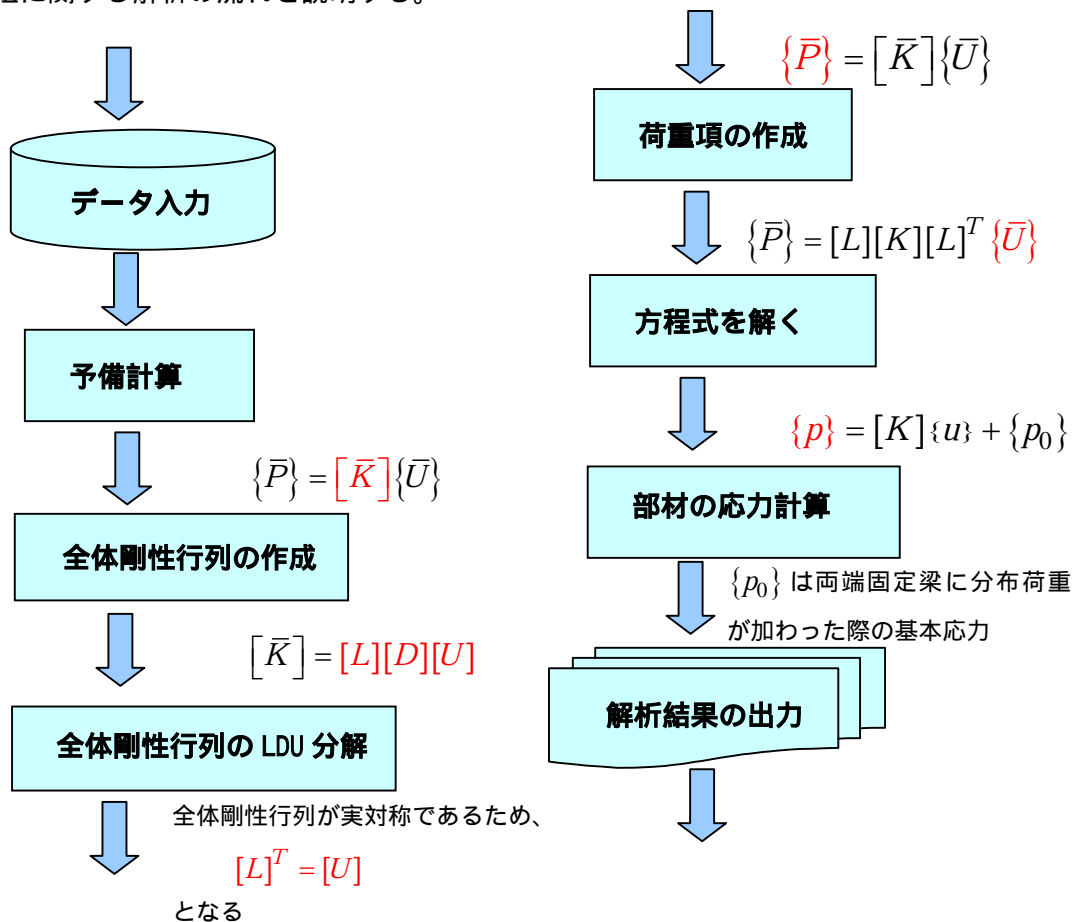 データ入力
予備計算
{P̅} = [K̅]{U̅}
全体剛性行列の作成
[K̅] = [L][D][U]
全体剛性行列の LDU 分解
全体剛性行列が実対称であるため、
[L]^T = [U]
となる
{P̅} = [K̅]{U̅}
荷重項の作成
{P̅} = [L][K][L]^T {U̅}
方程式を解く
{p} = [K]{u} + {p₀}
部材の応力計算
{p₀} は両端固定梁に分布荷重
が加わった際の基本応力
解析結果の出力